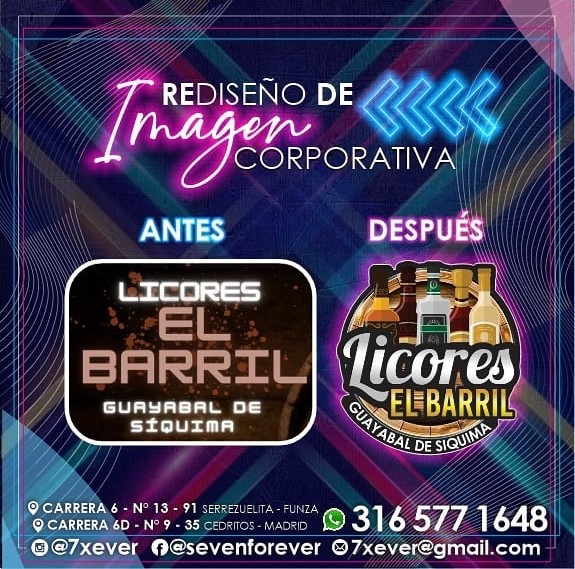 REDISEÑO DE
Imagen
CORPORATIVA
ANTES
DESPUÉS
LICORES
EL
BARRIL
GUAYABAL DE
SÍQUIMA
Licores
EL BARRIL
GUAYABAL DE SIQUIMA
CARRERA 6 - Nº 13 - 91 SERREZUELITA - FUNZA
CARRERA 6D - Nº 9 - 35 CEDRITOS - MADRID
316 577 1648
@7xever @sevenforever 7xever@gmail.com